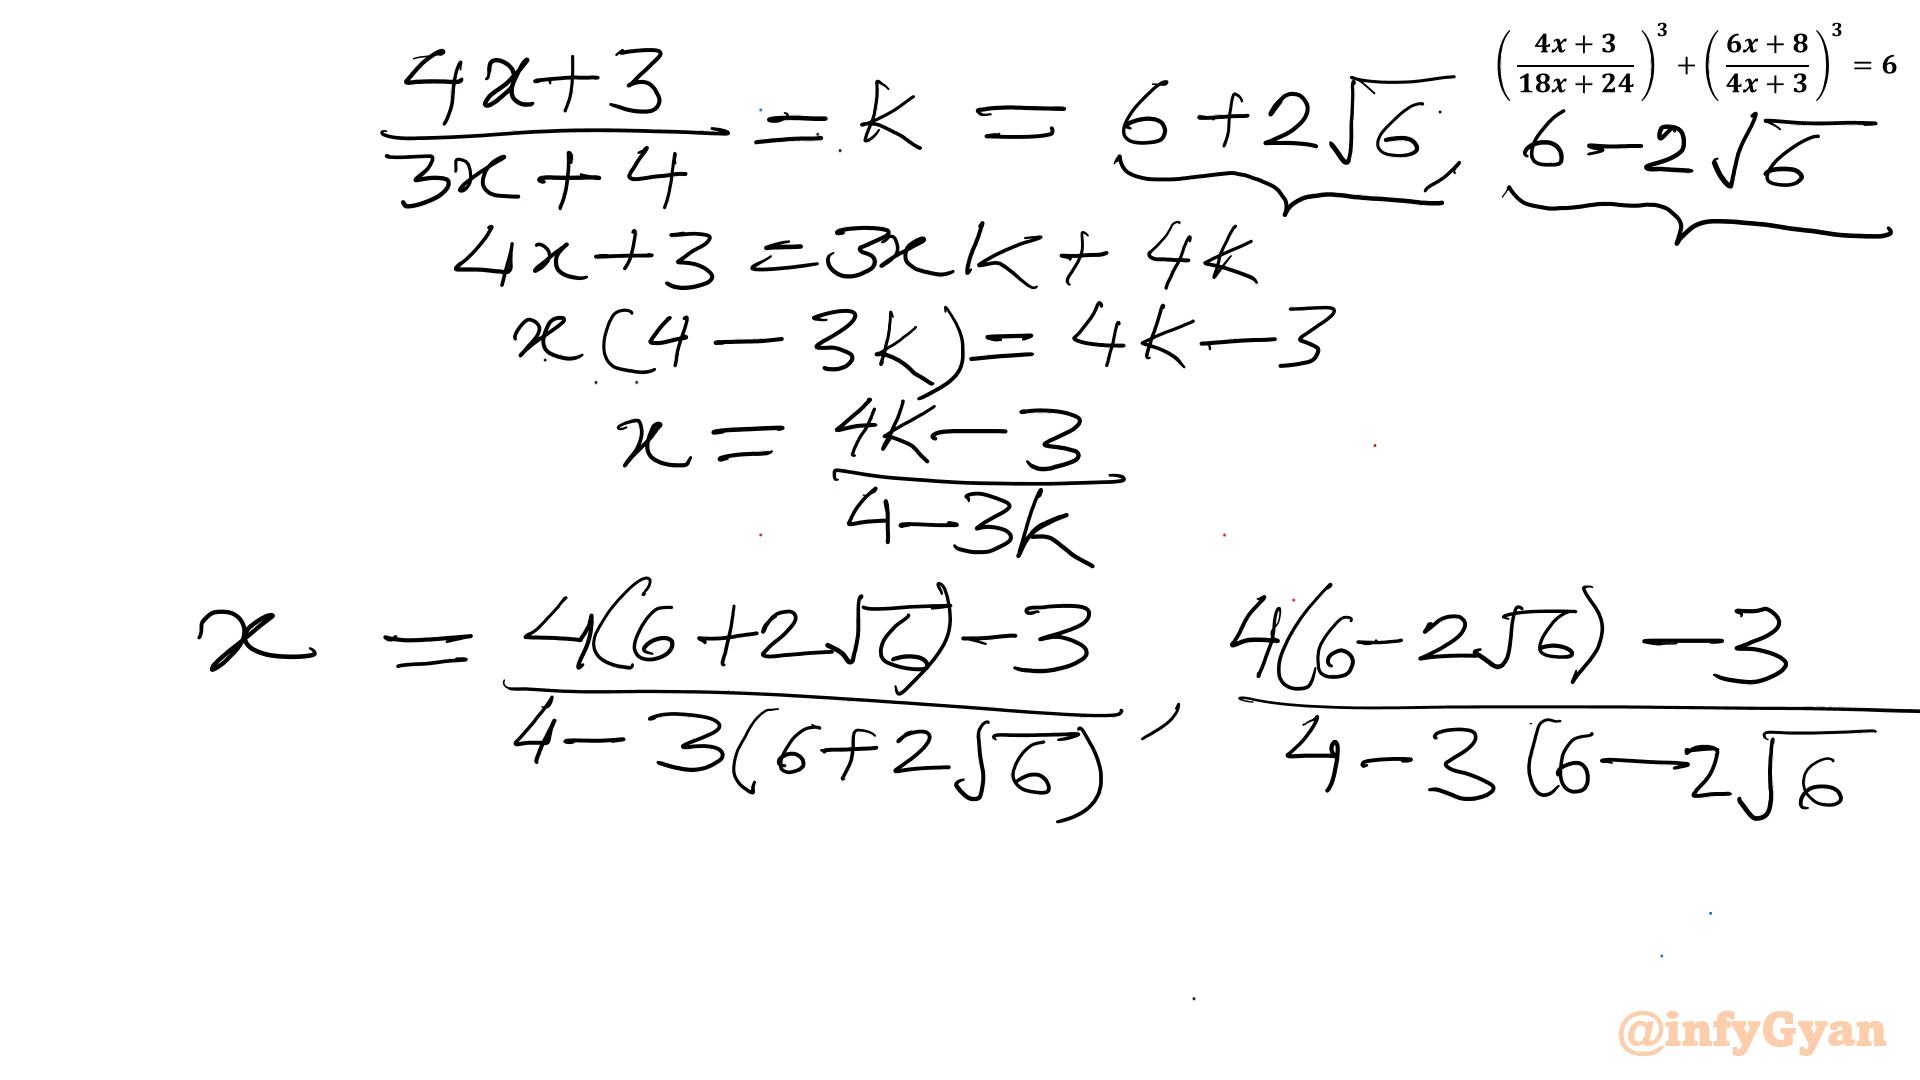 ((4x + 3)/(18x + 24))³ + ((6x + 8)/(4x + 3))³ = 6
(4x+3)/(3x+4) = k = 6+2√6, 6-2√6
4x+3 = 3xk + 4k
x(4 - 3k) = 4k - 3
x = (4k - 3)/(4 - 3k)
x = (4(6+2√6) - 3)/(4 - 3(6+2√6)), (4(6-2√6) - 3)/(4 - 3(6-2√6
@infyGyan